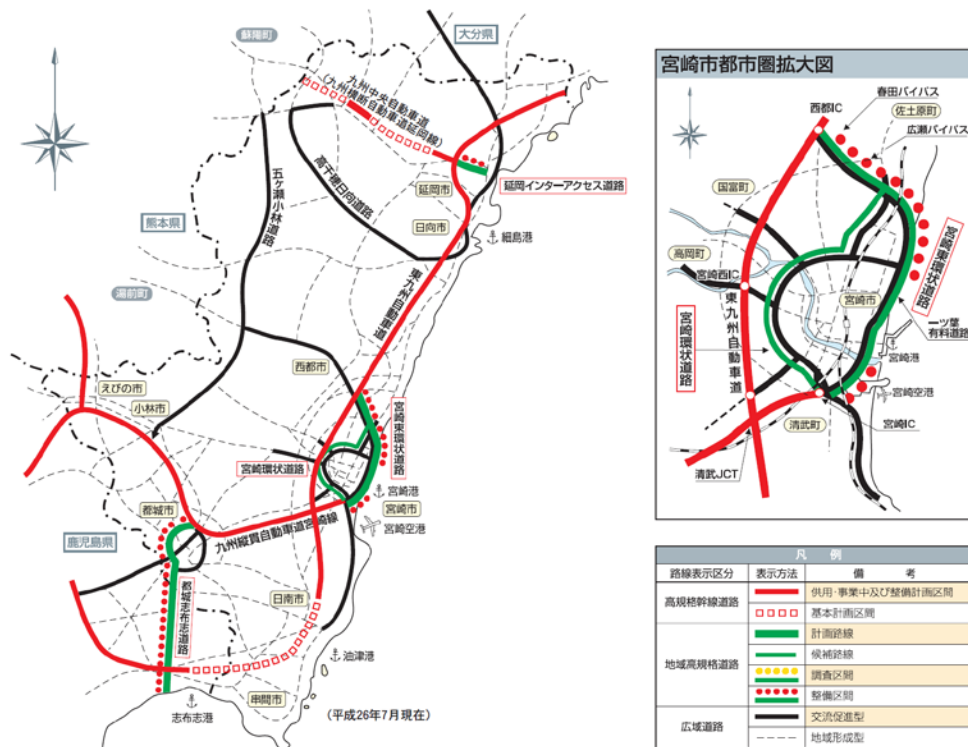 蘇陽町
大分県
九州中央自動車道
(九州横断自動車道延岡線)
五ヶ瀬小林道路
高千穂日向道路
延岡市
延岡インターアクセス道路
日向市
細島港
熊本県
湯前町
東九州自動車道
西都市
えびの市
小林市
宮崎東環状道路
宮崎環状道路
宮崎港
宮崎市
宮崎空港
都城市
九州縦貫自動車道宮崎線
鹿児島県
都城志布志道路
日南市
油津港
串間市
志布志港
(平成26年7月現在)
宮崎市都市圏拡大図
春田バイパス
西都IC
佐土原町
広瀬バイパス
国富町
高岡町
宮崎西IC
宮崎東環状道路
宮崎市
宮崎環状道路
東九州自動車道
一ツ葉
有料道路
宮崎港
宮崎空港
清武町
宮崎IC
清武JCT
凡 例
路線表示区分 表示方法 備 考
高規格幹線道路 供用・事業中及び整備計画区間
基本計画区間
地域高規格道路 計画路線
候補路線
調査区間
整備区間
広域道路 交流促進型
地域形成型